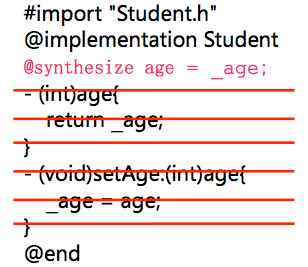 #import "Student.h"
@implementation Student
@synthesize age = _age;
- (int)age{
return _age;
}
- (void)setAge:(int)age{
_age = age;
}
@end